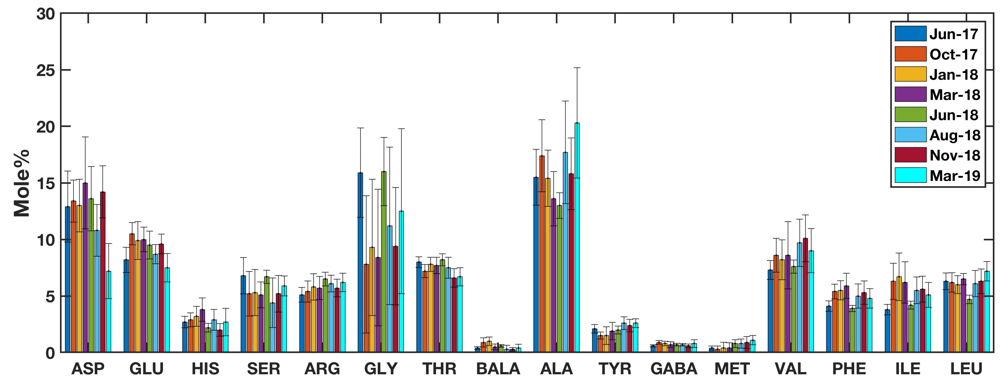 30
25
20
15
10
5
0
Mole%
Jun-17
Oct-17
Jan-18
Mar-18
Jun-18
Aug-18
Nov-18
Mar-19
ASP GLU HIS SER ARG GLY THR BALA ALA TYR GABA MET VAL PHE ILE LEU